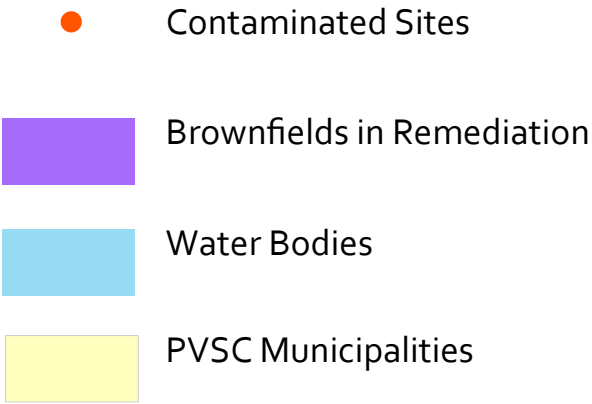 Contaminated Sites
Brownfields in Remediation
Water Bodies
PVSC Municipalities